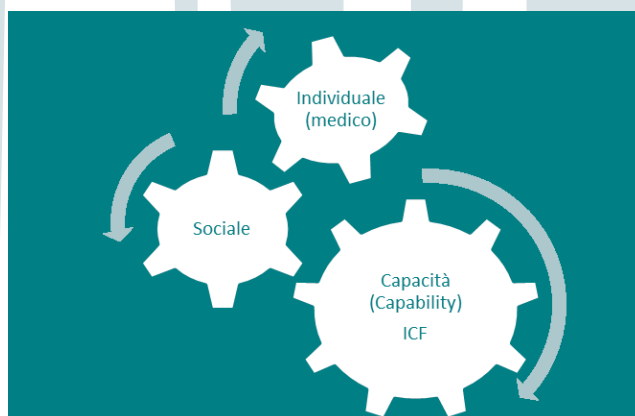 Individuale
(medico)
Sociale
Capacità
(Capability)
ICF